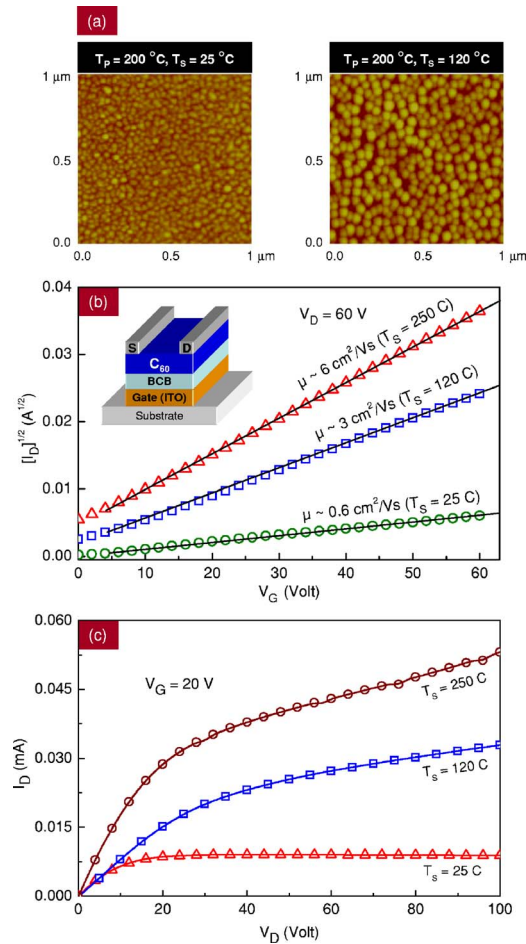 (a)
T_P = 200 °C, T_S = 25 °C
T_P = 200 °C, T_S = 120 °C
1 µm
0.5
0.0
0.0 0.5 1 µm
1 µm
0.5
0.0
0.0 0.5 1 µm
(b)
V_D = 60 V
µ ~ 6 cm²/Vs (T_S = 250 C)
µ ~ 3 cm²/Vs (T_S = 120 C)
µ ~ 0.6 cm²/Vs (T_S = 25 C)
S D
C₆₀
BCB
Gate (ITO)
Substrate
[I_D]^1/2 (A^1/2)
0.04
0.03
0.02
0.01
0.00
0 10 20 30 40 50 60
V_G (Volt)
(c)
V_G = 20 V
T_S = 250 C
T_S = 120 C
T_S = 25 C
I_D (mA)
0.060
0.045
0.030
0.015
0.000
0 20 40 60 80 100
V_D (Volt)